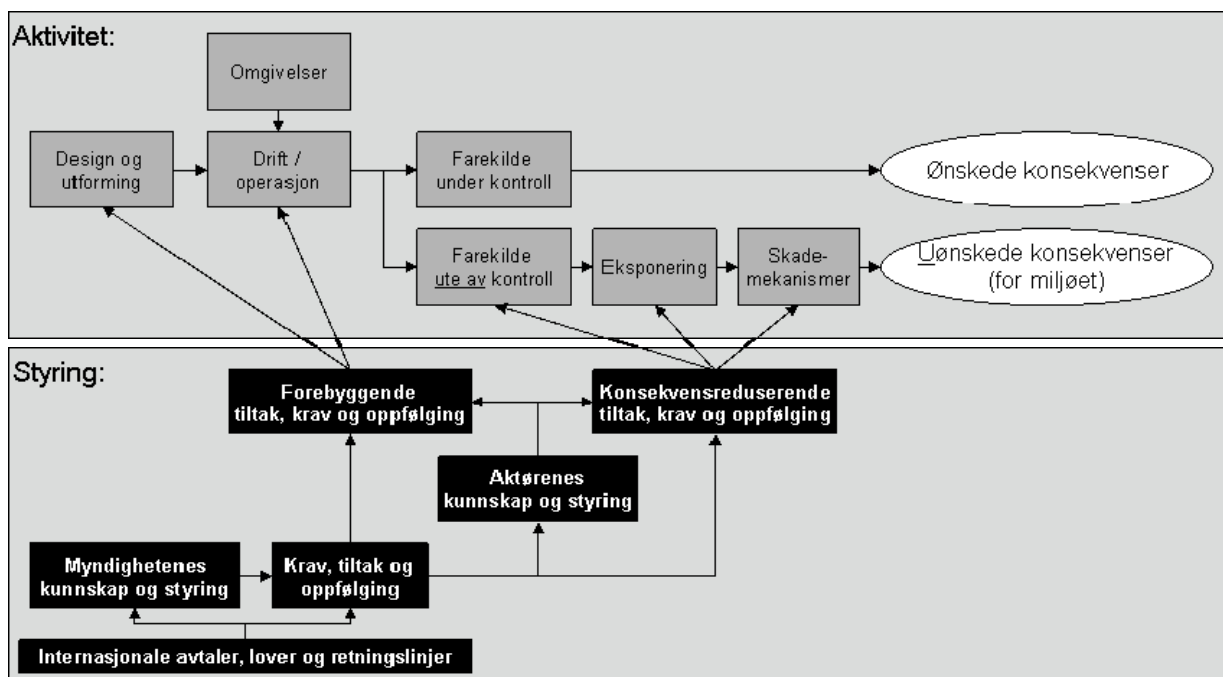 Aktivitet:
Omgivelser
Design og
utforming
Drift /
operasjon
Farekilde
under kontroll
Ønskede konsekvenser
Farekilde
ute av kontroll
Eksponering
Skade-
mekanismer
Uønskede konsekvenser
(for miljøet)
Styring:
Forebyggende
tiltak, krav og oppfølging
Konsekvensreduserende
tiltak, krav og oppfølging
Aktørenes
kunnskap og styring
Myndighetenes
kunnskap og styring
Krav, tiltak og
oppfølging
Internasjonale avtaler, lover og retningslinjer